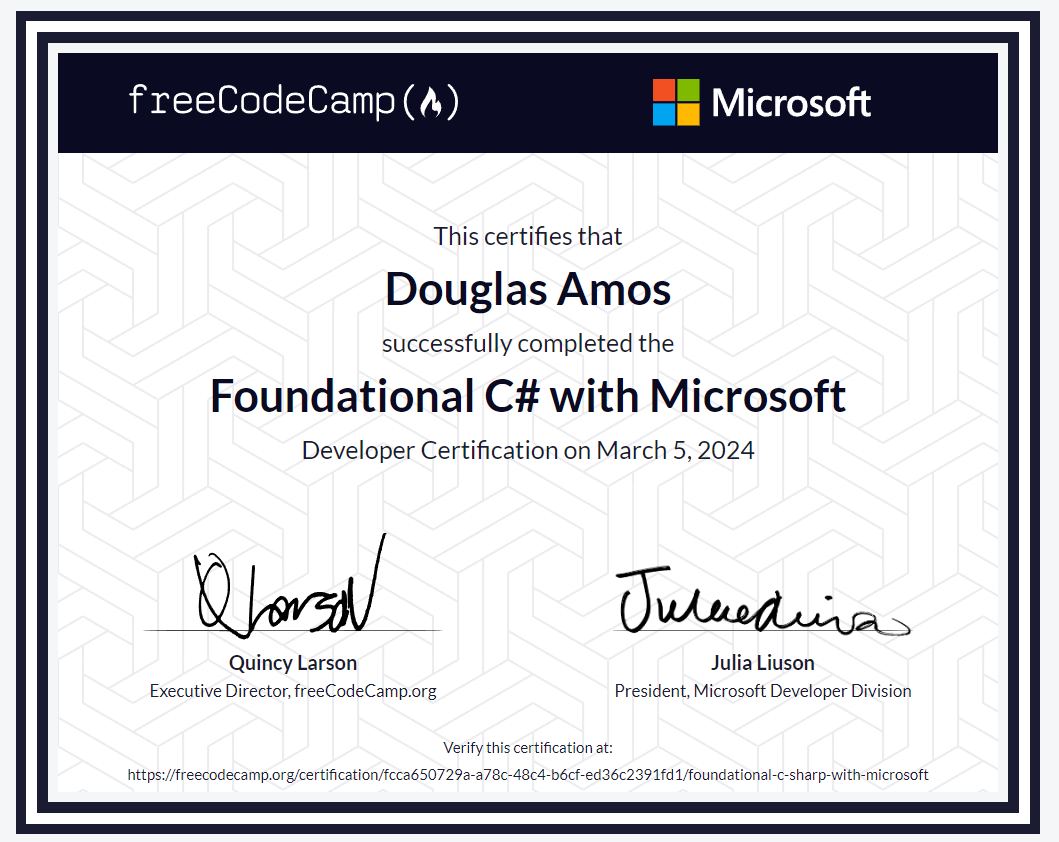 freeCodeCamp(🔥)
Microsoft
This certifies that
Douglas Amos
successfully completed the
Foundational C# with Microsoft
Developer Certification on March 5, 2024
QLarson
Quincy Larson
Executive Director, freeCodeCamp.org
Julia Liuson
President, Microsoft Developer Division
Verify this certification at:
https://freecodecamp.org/certification/fcca650729a-a78c-48c4-b6cf-ed36c2391fd1/foundational-c-sharp-with-microsoft